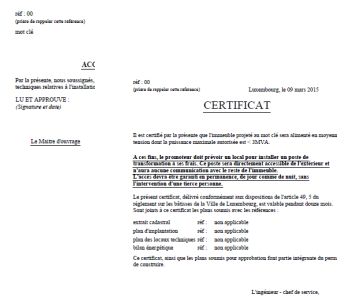 réf : 00
(prière de rappeler cette référence)
mot clé
ACC
Par la présente, nous soussignés,
techniques relatives à l'installatio
LU ET APPROUVE :
(Signature et date)
Le Maître d'ouvrage
réf : 00
(prière de rappeler cette référence)
Luxembourg, le 09 mars 2015
CERTIFICAT
Il est certifié par la présente que l'immeuble projeté au mot clé sera alimenté en moyenn
tension dont la puissance maximale autorisée est < 3MVA.
A ces fins, le promoteur doit prévoir un local pour installer un poste de
transformation à ses frais. Ce poste sera directement accessible de l'extérieur et
n'aura aucune communication avec le reste de l'immeuble.
L'accès devra être garanti en permanence, de jour comme de nuit, sans
l'intervention d'une tierce personne.
Le présent certificat, délivré conformément aux dispositions de l'article 49, 5 du
règlement sur les bâtisses de la Ville de Luxembourg, est valable pendant douze mois.
Sont joints à ce certificat les plans soumis avec les références :
extrait cadastral réf : non applicable
plan d'implantation réf : non applicable
plan des locaux techniques réf : non applicable
bilan énergétique réf : non applicable
Ce certificat, ainsi que les plans soumis pour approbation font partie intégrante du perm
de construire.
L'ingénieur - chef de service,